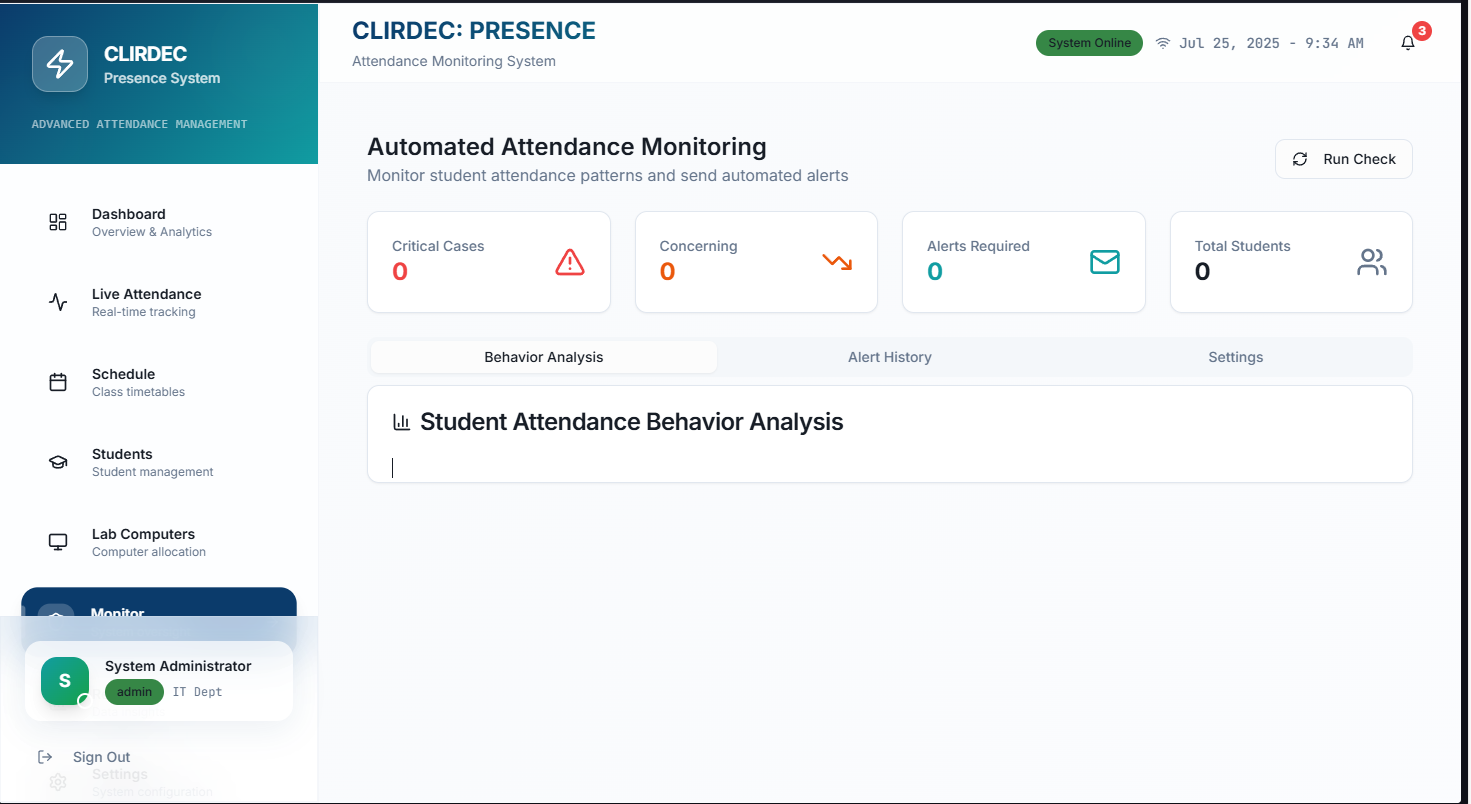 CLIRDEC
Presence System
ADVANCED ATTENDANCE MANAGEMENT
Dashboard
Overview & Analytics
Live Attendance
Real-time tracking
Schedule
Class timetables
Students
Student management
Lab Computers
Computer allocation
Monitor
S
System Administrator
admin IT Dept
Sign Out
Settings
System configuration
CLIRDEC: PRESENCE
Attendance Monitoring System
System Online Jul 25, 2025 - 9:34 AM 3
Automated Attendance Monitoring
Monitor student attendance patterns and send automated alerts
Run Check
Critical Cases
0
Concerning
0
Alerts Required
0
Total Students
0
Behavior Analysis Alert History Settings
Student Attendance Behavior Analysis